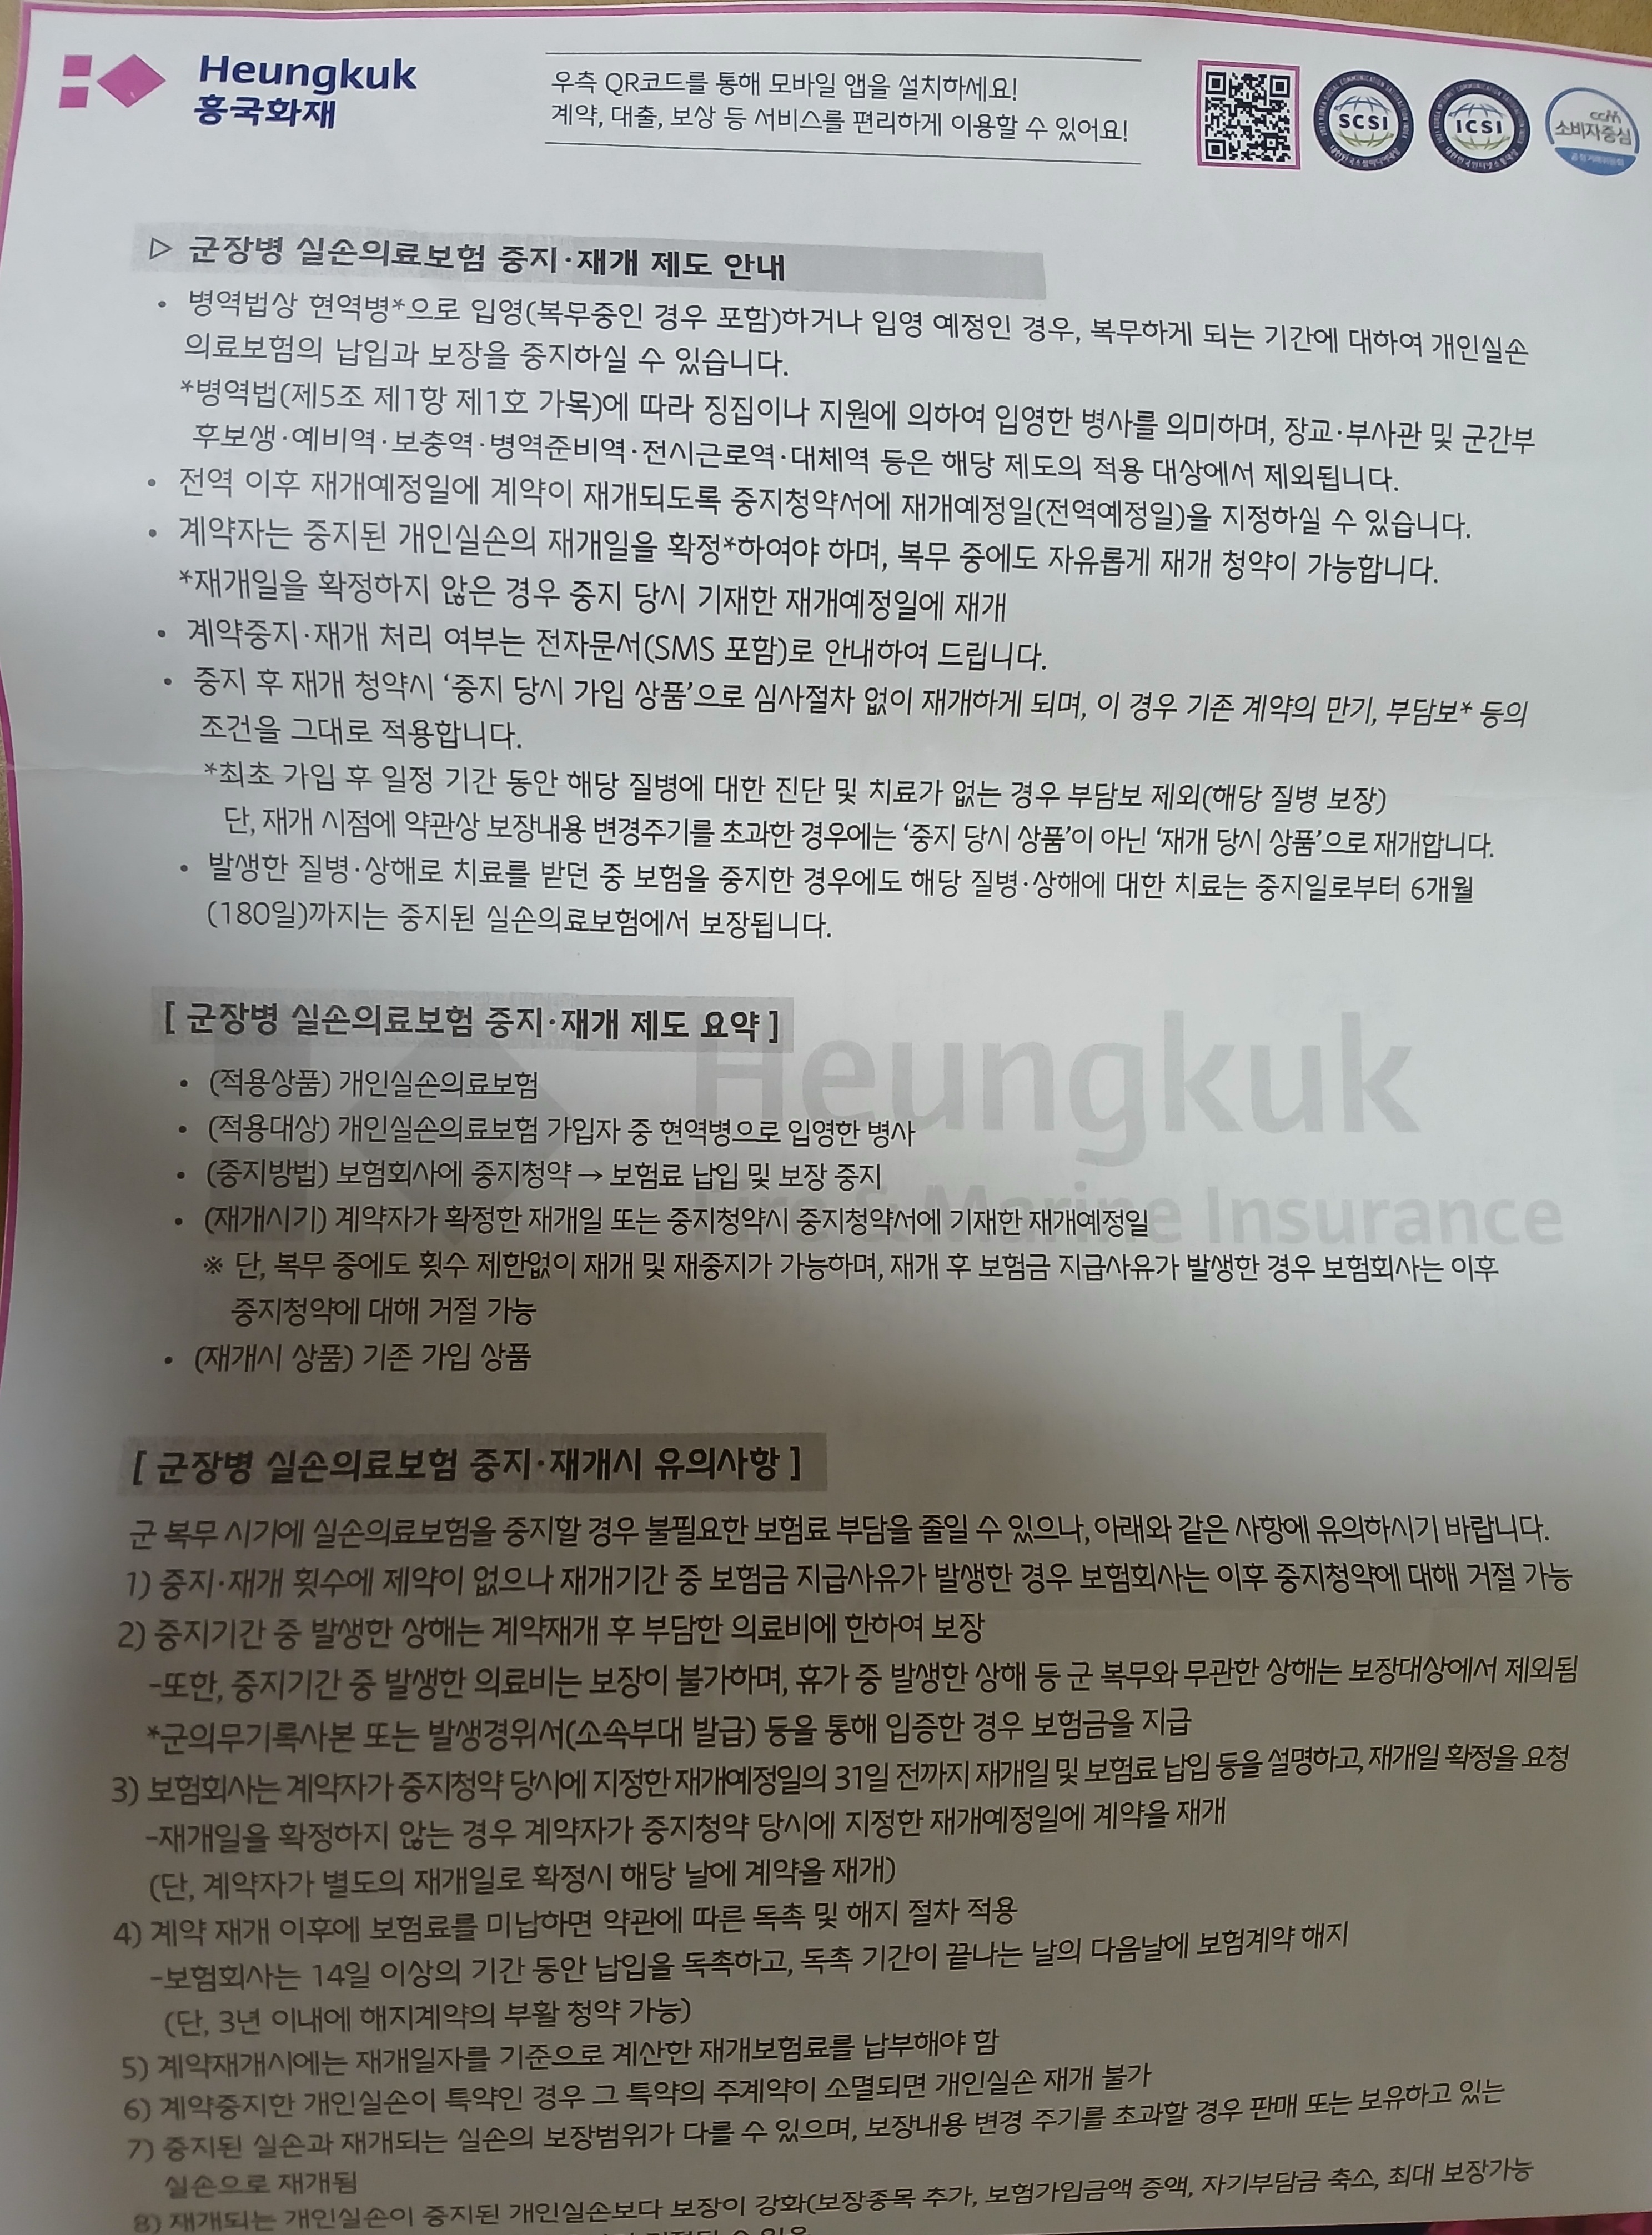 Heungkuk
흥국화재
우측 QR코드를 통해 모바일 앱을 설치하세요!
계약, 대출, 보상 등 서비스를 편리하게 이용할 수 있어요!
SCSI
ICSI
ccm
소비자중심
공정거래위원회
▷ 군장병 실손의료보험 중지·재개 제도 안내
• 병역법상 현역병*으로 입영(복무중인 경우 포함)하거나 입영 예정인 경우, 복무하게 되는 기간에 대하여 개인실손
의료보험의 납입과 보장을 중지하실 수 있습니다.
*병역법(제5조 제1항 제1호 가목)에 따라 징집이나 지원에 의하여 입영한 병사를 의미하며, 장교·부사관 및 군간부
후보생·예비역·보충역·병역준비역·전시근로역·대체역 등은 해당 제도의 적용 대상에서 제외됩니다.
• 전역 이후 재개예정일에 계약이 재개되도록 중지청약서에 재개예정일(전역예정일)을 지정하실 수 있습니다.
• 계약자는 중지된 개인실손의 재개일을 확정*하여야 하며, 복무 중에도 자유롭게 재개 청약이 가능합니다.
*재개일을 확정하지 않은 경우 중지 당시 기재한 재개예정일에 재개
• 계약중지·재개 처리 여부는 전자문서(SMS 포함)로 안내하여 드립니다.
• 중지 후 재개 청약시 ‘중지 당시 가입 상품’으로 심사절차 없이 재개하게 되며, 이 경우 기존 계약의 만기, 부담보* 등의
조건을 그대로 적용합니다.
*최초 가입 후 일정 기간 동안 해당 질병에 대한 진단 및 치료가 없는 경우 부담보 제외(해당 질병 보장)
단, 재개 시점에 약관상 보장내용 변경주기를 초과한 경우에는 ‘중지 당시 상품’이 아닌 ‘재개 당시 상품’으로 재개합니다.
• 발생한 질병·상해로 치료를 받던 중 보험을 중지한 경우에도 해당 질병·상해에 대한 치료는 중지일로부터 6개월
(180일)까지는 중지된 실손의료보험에서 보장됩니다.
[ 군장병 실손의료보험 중지·재개 제도 요약 ]
Heungkuk
Fire & Marine Insurance
• (적용상품) 개인실손의료보험
• (적용대상) 개인실손의료보험 가입자 중 현역병으로 입영한 병사
• (중지방법) 보험회사에 중지청약 → 보험료 납입 및 보장 중지
• (재개시기) 계약자가 확정한 재개일 또는 중지청약시 중지청약서에 기재한 재개예정일
※ 단, 복무 중에도 횟수 제한없이 재개 및 재중지가 가능하며, 재개 후 보험금 지급사유가 발생한 경우 보험회사는 이후
중지청약에 대해 거절 가능
• (재개시 상품) 기존 가입 상품
[ 군장병 실손의료보험 중지·재개시 유의사항 ]
군 복무 시기에 실손의료보험을 중지할 경우 불필요한 보험료 부담을 줄일 수 있으나, 아래와 같은 사항에 유의하시기 바랍니다.
1) 중지·재개 횟수에 제약이 없으나 재개기간 중 보험금 지급사유가 발생한 경우 보험회사는 이후 중지청약에 대해 거절 가능
2) 중지기간 중 발생한 상해는 계약재개 후 부담한 의료비에 한하여 보장
-또한, 중지기간 중 발생한 의료비는 보장이 불가하며, 휴가 중 발생한 상해 등 군 복무와 무관한 상해는 보장대상에서 제외됨
*군의무기록사본 또는 발생경위서(소속부대 발급) 등을 통해 입증한 경우 보험금을 지급
3) 보험회사는 계약자가 중지청약 당시에 지정한 재개예정일의 31일 전까지 재개일 및 보험료 납입 등을 설명하고, 재개일 확정을 요청
-재개일을 확정하지 않는 경우 계약자가 중지청약 당시에 지정한 재개예정일에 계약을 재개
(단, 계약자가 별도의 재개일로 확정시 해당 날에 계약을 재개)
4) 계약 재개 이후에 보험료를 미납하면 약관에 따른 독촉 및 해지 절차 적용
-보험회사는 14일 이상의 기간 동안 납입을 독촉하고, 독촉 기간이 끝나는 날의 다음날에 보험계약 해지
(단, 3년 이내에 해지계약의 부활 청약 가능)
5) 계약재개시에는 재개일자를 기준으로 계산한 재개보험료를 납부해야 함
6) 계약중지한 개인실손이 특약인 경우 그 특약의 주계약이 소멸되면 개인실손 재개 불가
7) 중지된 실손과 재개되는 실손의 보장범위가 다를 수 있으며, 보장내용 변경 주기를 초과할 경우 판매 또는 보유하고 있는
실손으로 재개됨
8) 재개되는 개인실손이 중지된 개인실손보다 보장이 강화(보장종목 추가, 보험가입금액 증액, 자기부담금 축소, 최대 보장가능